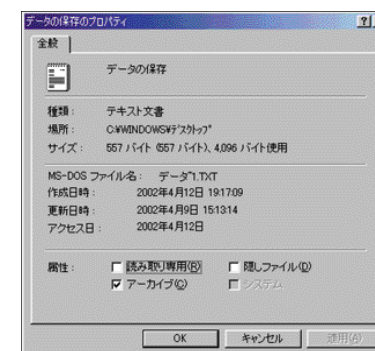 データの保存のプロパティ
全般
データの保存
種類： テキスト文書
場所： C:¥WINDOWS¥ﾃﾞｽｸﾄｯﾌﾟ
サイズ： 557 バイト (557 バイト)、4,096 バイト使用
MS-DOS ファイル名： データ~1.TXT
作成日時： 2002年4月12日 19:17:09
更新日時： 2002年4月9日 15:13:14
アクセス日： 2002年4月12日
属性： 読み取り専用(R) 隠しファイル(D)
アーカイブ(C) システム
OK キャンセル 適用(A)